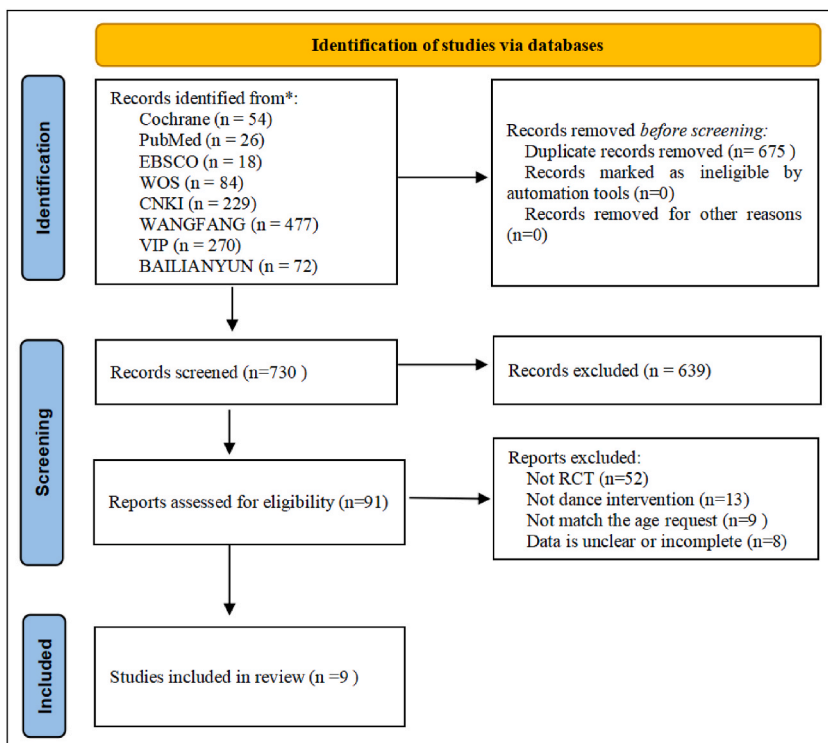 Identification of studies via databases
Identification
Records identified from*:
Cochrane (n = 54)
PubMed (n = 26)
EBSCO (n = 18)
WOS (n = 84)
CNKI (n = 229)
WANGFANG (n = 477)
VIP (n = 270)
BAILIANYUN (n = 72)
Records removed before screening:
Duplicate records removed (n= 675 )
Records marked as ineligible by
automation tools (n=0)
Records removed for other reasons
(n=0)
Screening
Records screened (n=730 )
Records excluded (n = 639)
Reports assessed for eligibility (n=91)
Reports excluded:
Not RCT (n=52)
Not dance intervention (n=13)
Not match the age request (n=9 )
Data is unclear or incomplete (n=8)
Included
Studies included in review (n =9 )